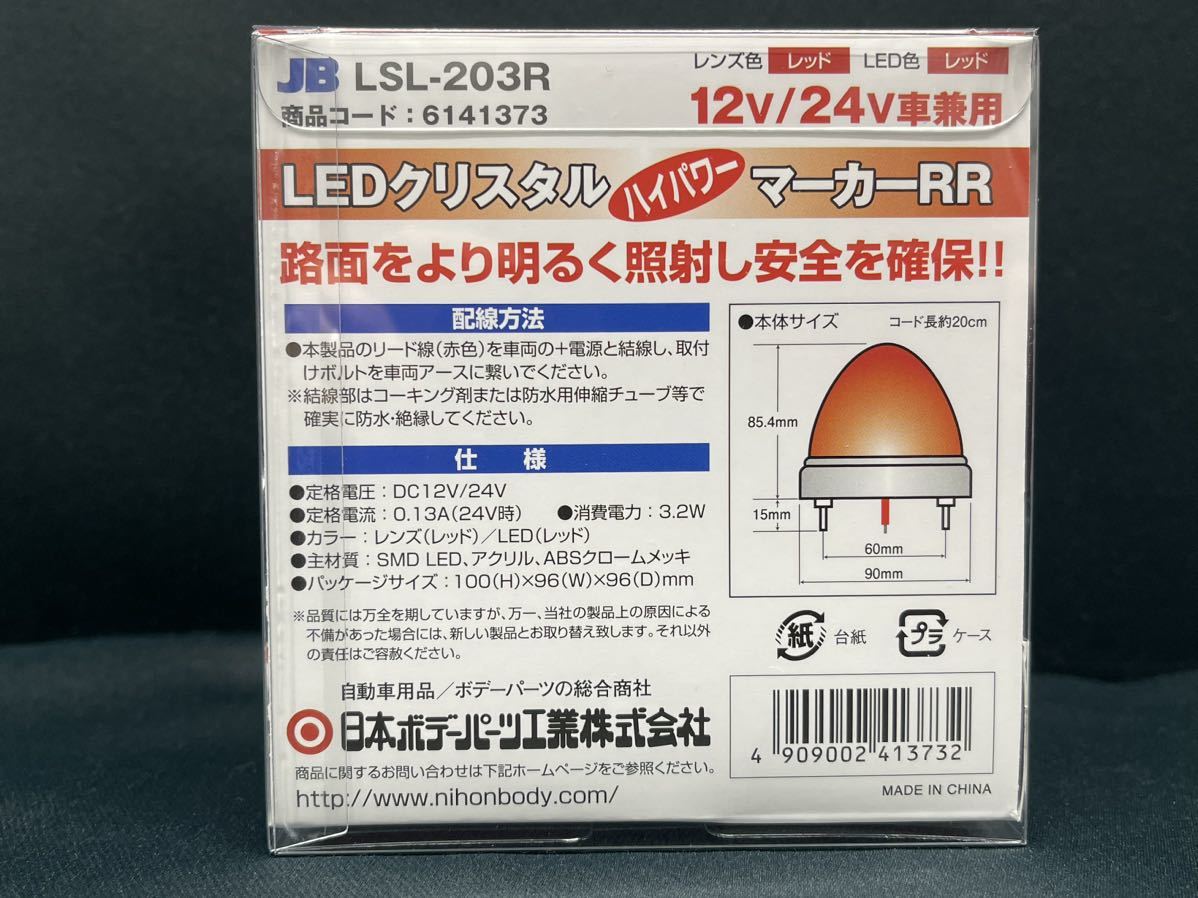 JB LSL-203R
商品コード：6141373
レンズ色 レッド LED色 レッド
12V/24V車兼用
LEDクリスタル ハイパワー マーカーRR
路面をより明るく照射し安全を確保!!
配線方法
●本製品のリード線（赤色）を車両の＋電源と結線し、取付
けボルトを車両アースに繋いでください。
※結線部はコーキング剤または防水用伸縮チューブ等で
確実に防水・絶縁してください。
仕 様
●定格電圧：DC12V/24V
●定格電流：0.13A（24V時） ●消費電力：3.2W
●カラー：レンズ（レッド）／LED（レッド）
●主材質：SMD LED、アクリル、ABSクロームメッキ
●パッケージサイズ：100(H)×96(W)×96(D)mm
※品質には万全を期していますが、万一、当社の製品上の原因による
不備があった場合には、新しい製品とお取り替え致します。それ以外
の責任はご容赦ください。
●本体サイズ コード長約20cm
85.4mm
15mm
60mm
90mm
紙 台紙 プラ ケース
自動車用品／ボデーパーツの総合商社
日本ボデーパーツ工業株式会社
商品に関するお問い合わせは下記ホームページをご参照ください。
http://www.nihonbody.com/
4 909002 413732
MADE IN CHINA